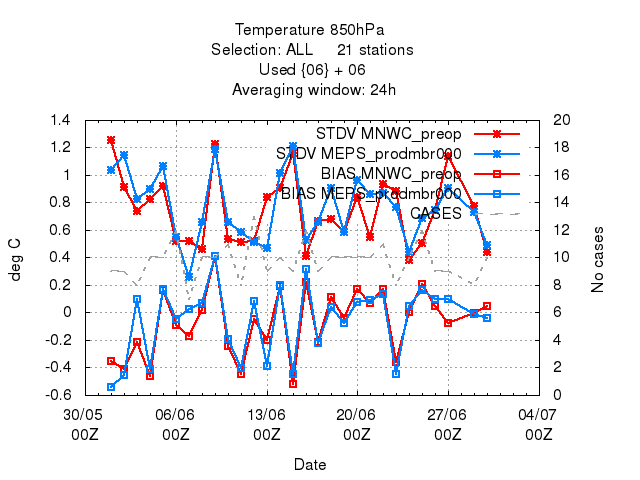 Temperature 850hPa
Selection: ALL     21 stations
Used {06} + 06
Averaging window: 24h
STDV MNWC_preop
STDV MEPS_prodmbr000
BIAS MNWC_preop
BIAS MEPS_prodmbr000
CASES
deg C
1.4
1.2
1
0.8
0.6
0.4
0.2
0
-0.2
-0.4
-0.6
No cases
20
18
16
14
12
10
8
6
4
2
0
30/05 06/06 13/06 20/06 27/06 04/07
00Z 00Z 00Z 00Z 00Z 00Z
Date